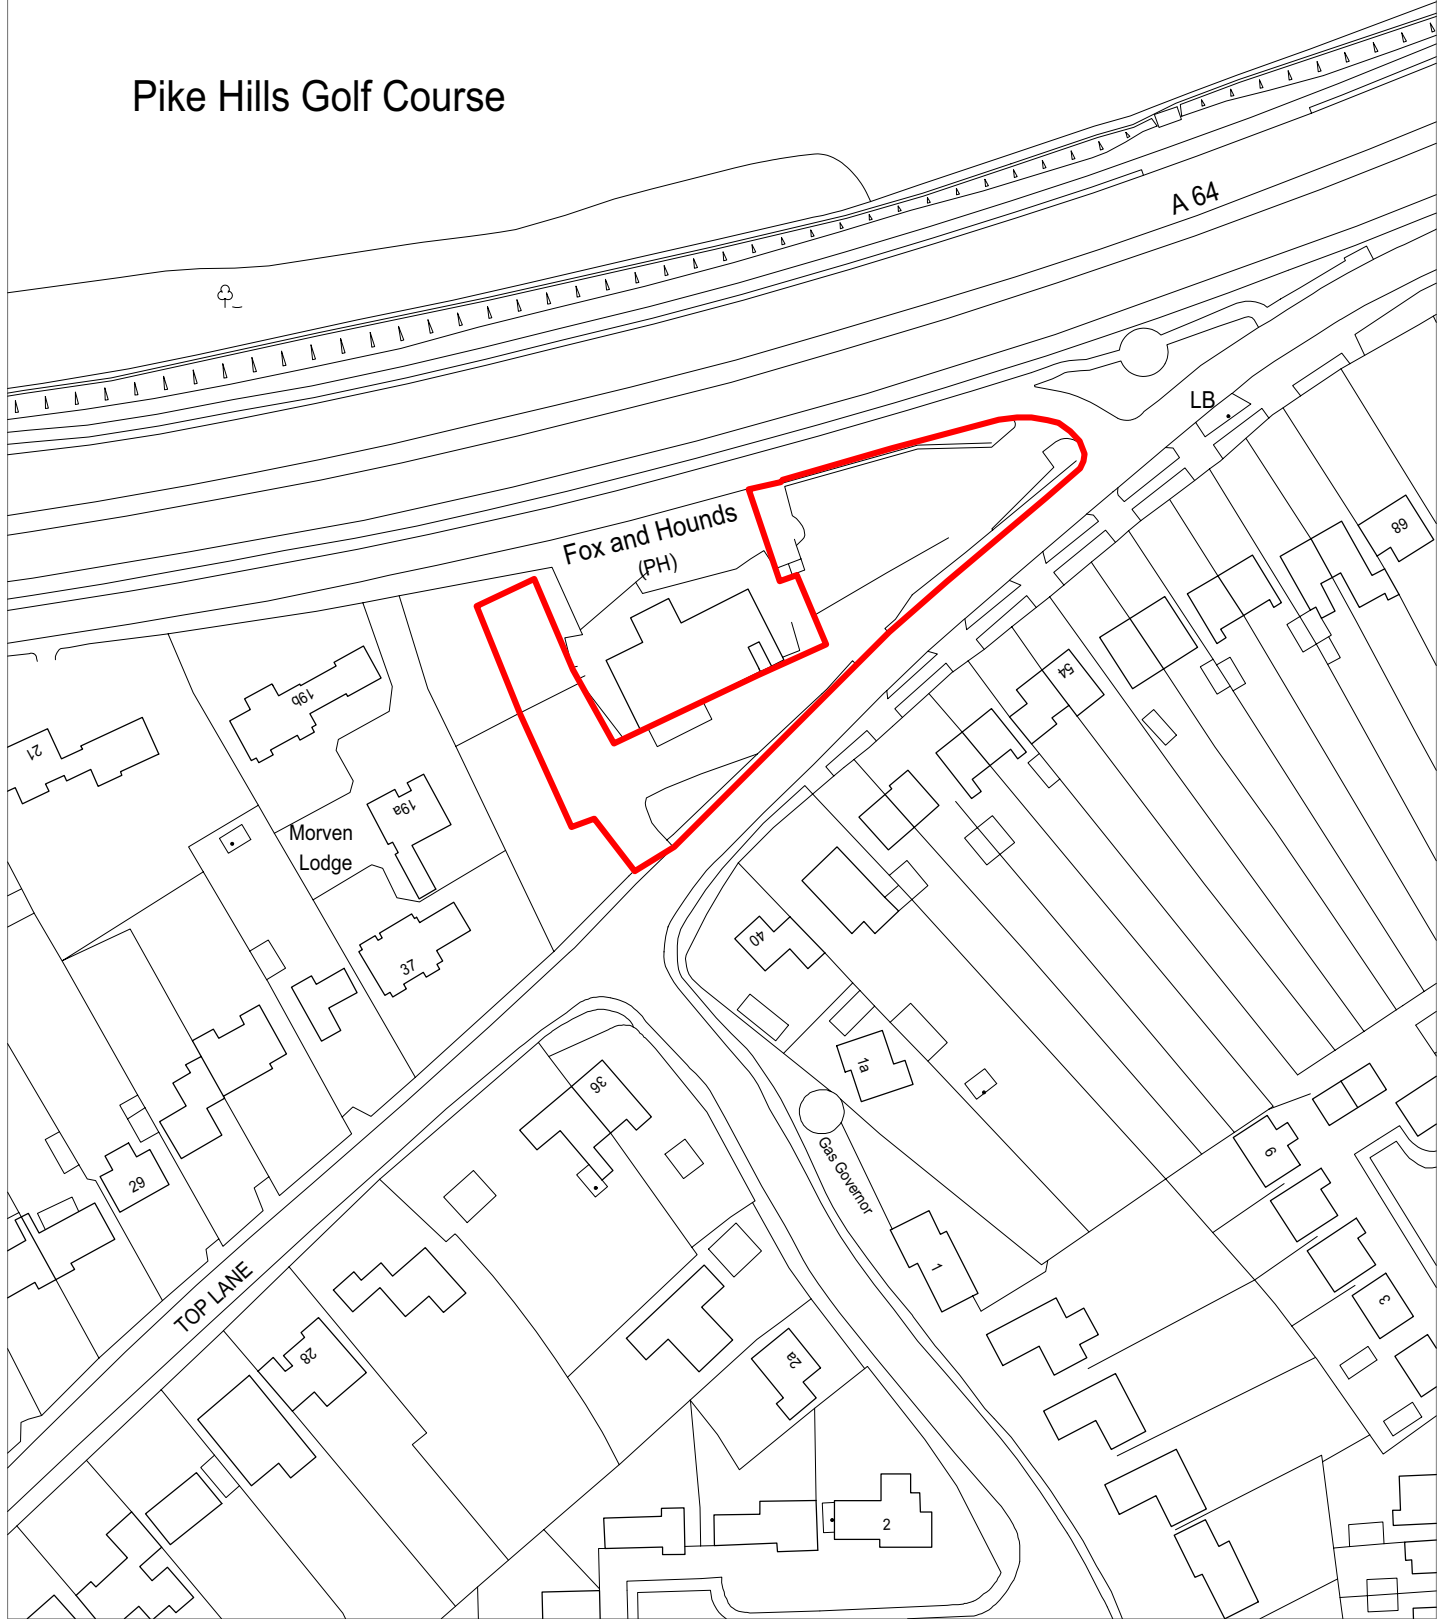 Pike Hills Golf Course
A 64
LB
Fox and Hounds
(PH)
68
54
19b
21
19a
Morven
Lodge
40
37
1a
36
Gas Governor
6
29
1
3
TOP LANE
28
2a
2